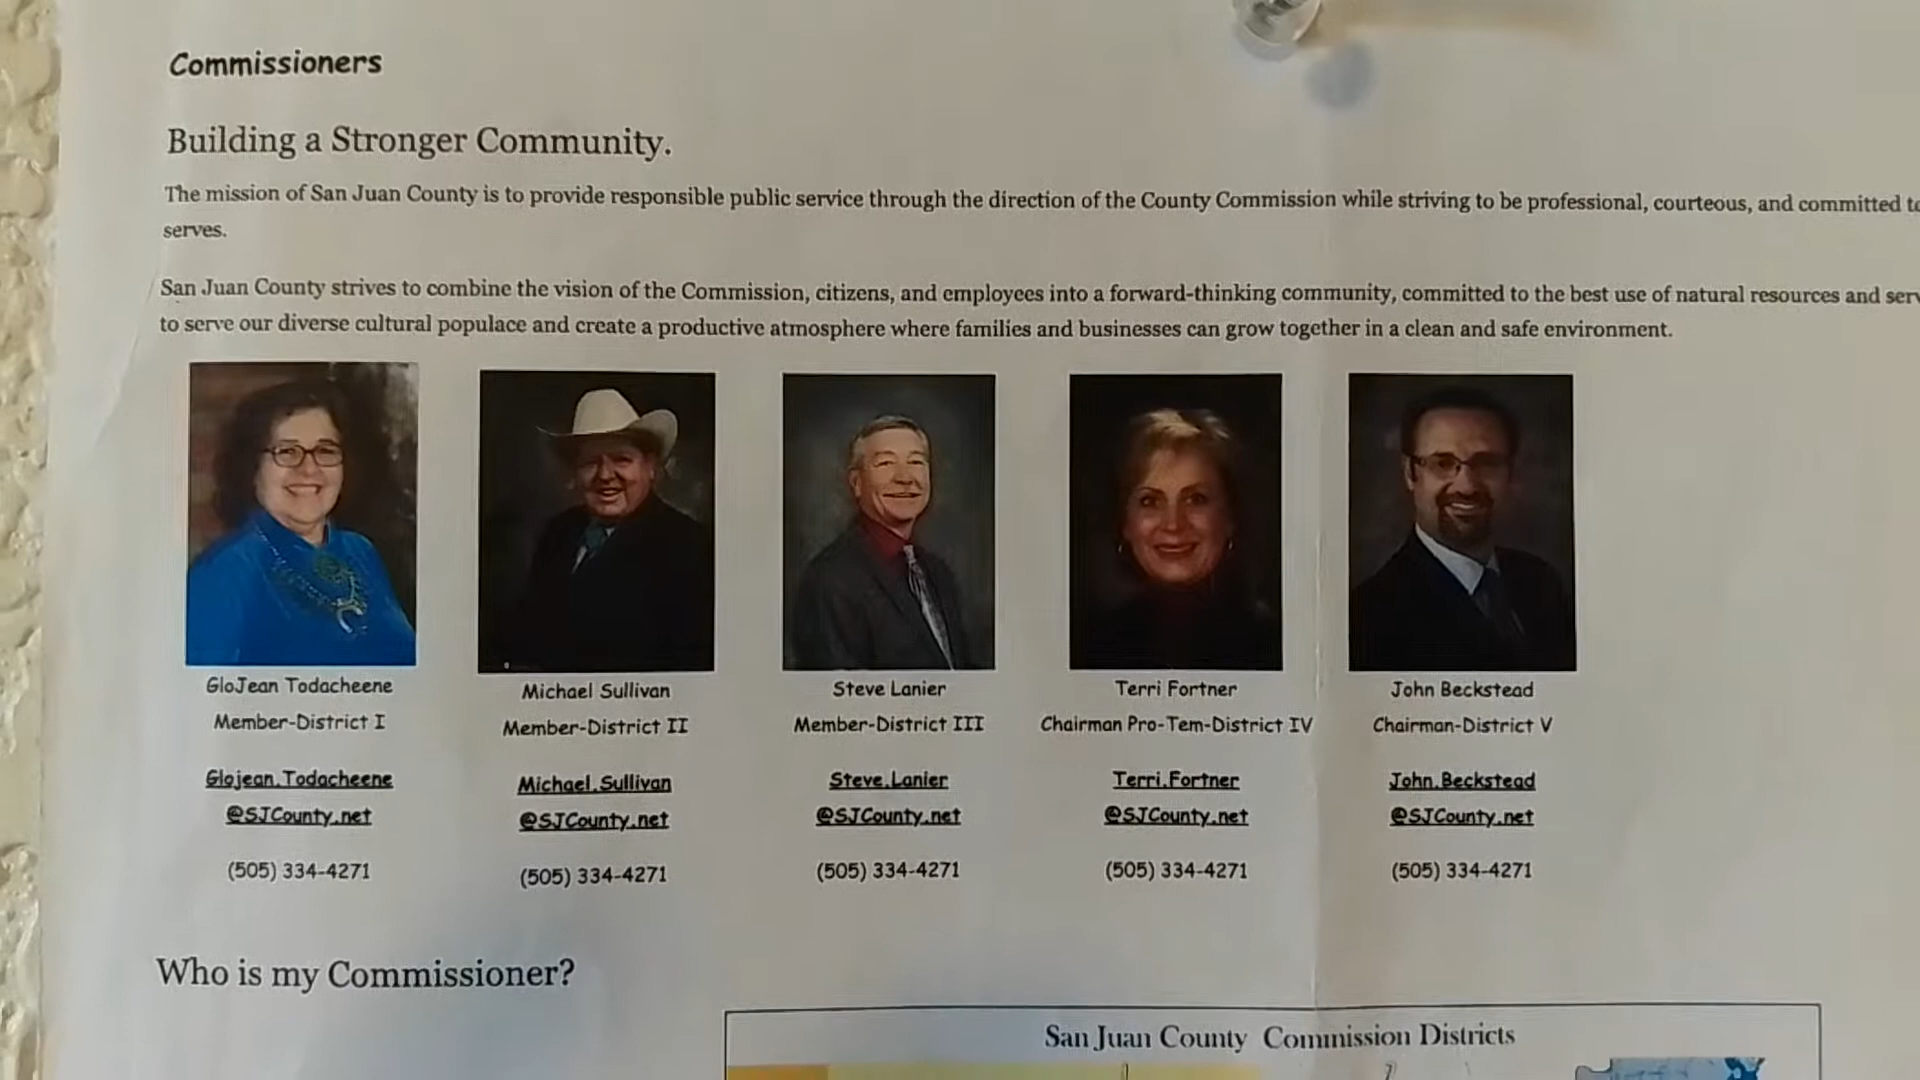 Commissioners
Building a Stronger Community.
The mission of San Juan County is to provide responsible public service through the direction of the County Commission while striving to be professional, courteous, and committed
serves.
San Juan County strives to combine the vision of the Commission, citizens, and employees into a forward-thinking community, committed to the best use of natural resources and
to serve our diverse cultural populace and create a productive atmosphere where families and businesses can grow together in a clean and safe environment.
GloJean Todacheene Michael Sullivan Steve Lanier Terri Fortner John Beckstead
Member-District I Member-District II Member-District III Chairman Pro-Tem-District IV Chairman-District V
Glojean.Todacheene Michael.Sullivan Steve.Lanier Terri.Fortner John.Beckstead
@SJCounty.net @SJCounty.net @SJCounty.net @SJCounty.net @SJCounty.net
(505) 334-4271 (505) 334-4271 (505) 334-4271 (505) 334-4271 (505) 334-4271
Who is my Commissioner?
San Juan County Commission Districts